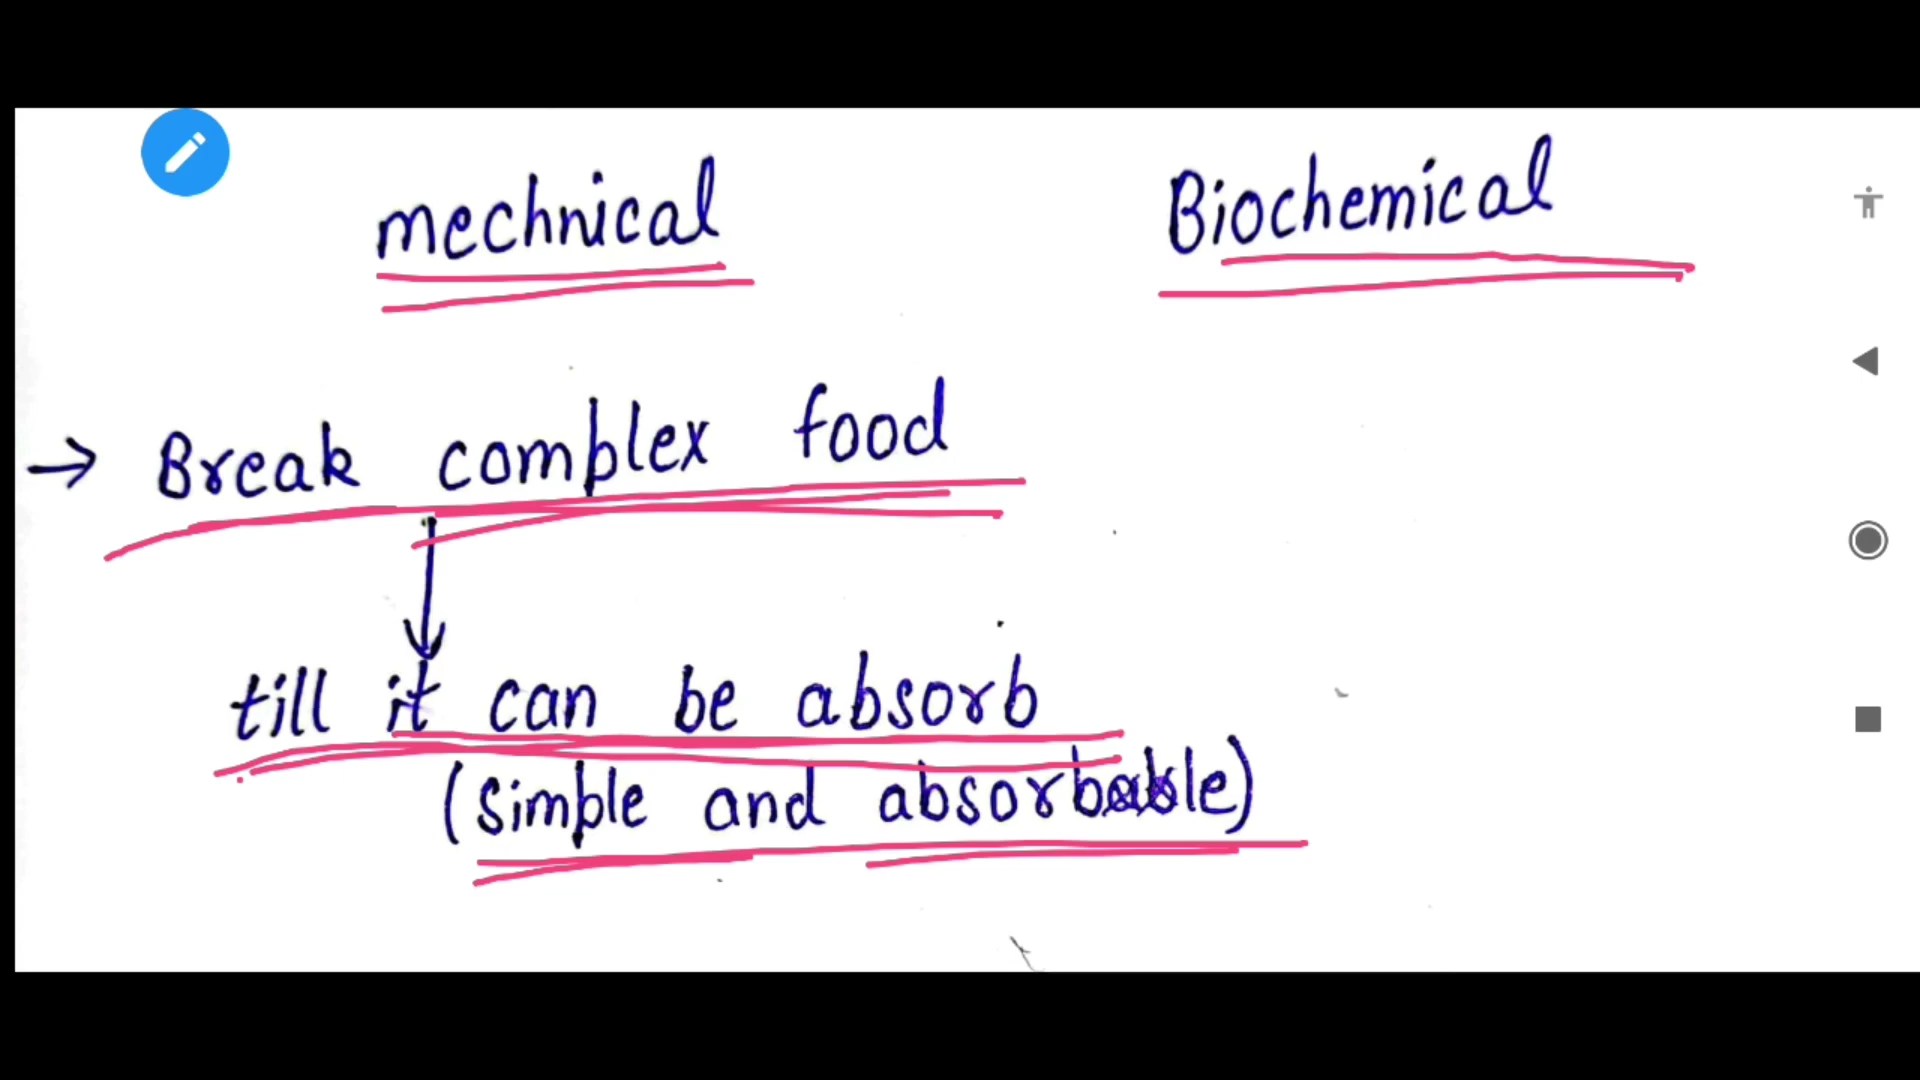 mechnical Biochemical
→ Break complex food
till it can be absorb
(simple and absorbable)